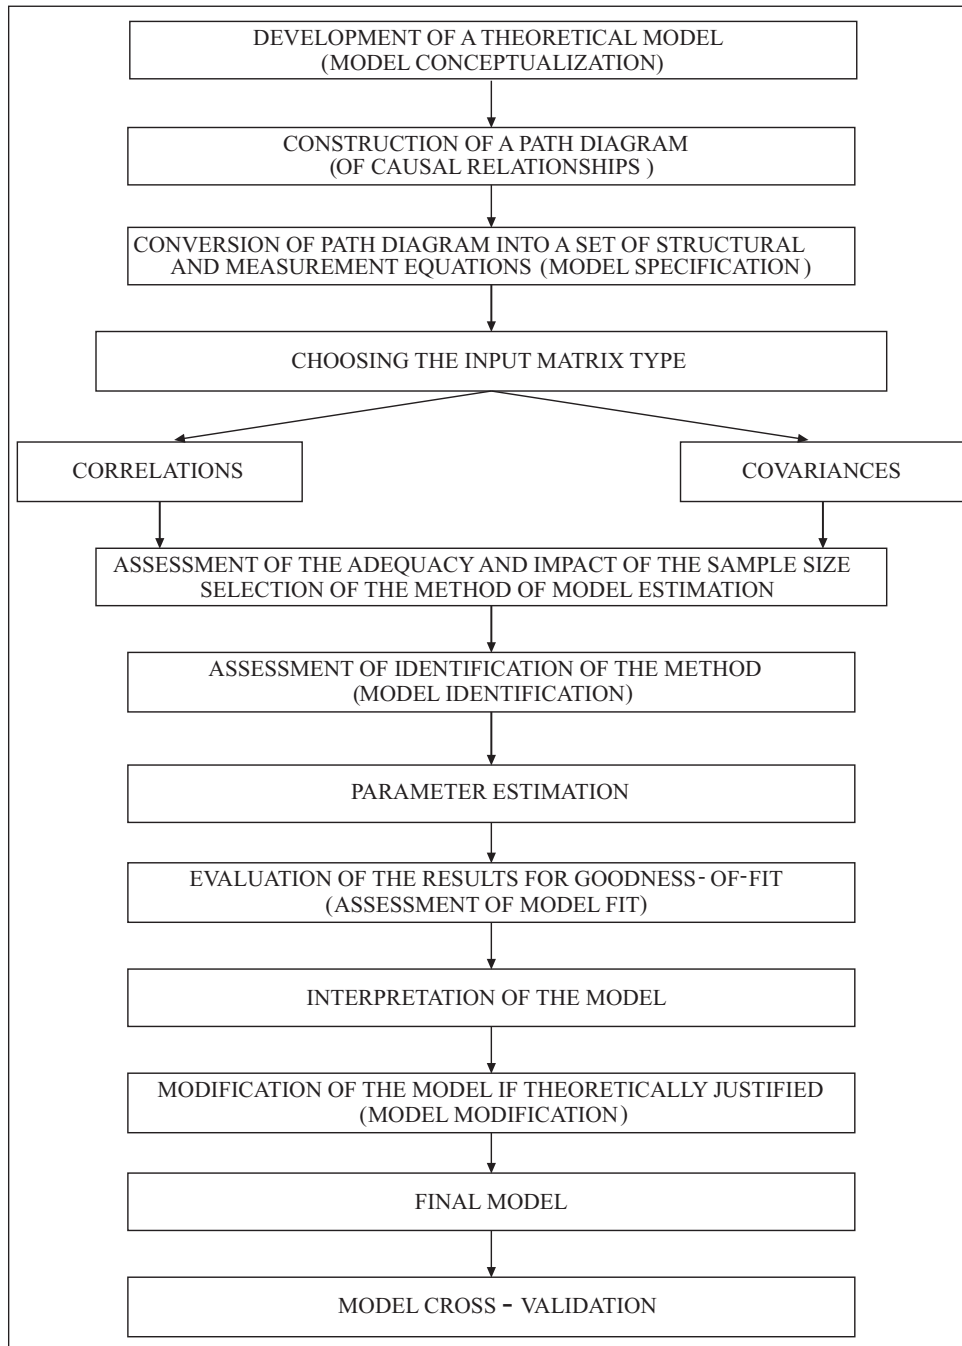 DEVELOPMENT OF A THEORETICAL MODEL
(MODEL CONCEPTUALIZATION)
CONSTRUCTION OF A PATH DIAGRAM
(OF CAUSAL RELATIONSHIPS )
CONVERSION OF PATH DIAGRAM INTO A SET OF STRUCTURAL
AND MEASUREMENT EQUATIONS (MODEL SPECIFICATION )
CHOOSING THE INPUT MATRIX TYPE
CORRELATIONS
COVARIANCES
ASSESSMENT OF THE ADEQUACY AND IMPACT OF THE SAMPLE SIZE
SELECTION OF THE METHOD OF MODEL ESTIMATION
ASSESSMENT OF IDENTIFICATION OF THE METHOD
(MODEL IDENTIFICATION)
PARAMETER ESTIMATION
EVALUATION OF THE RESULTS FOR GOODNESS-OF-FIT
(ASSESSMENT OF MODEL FIT)
INTERPRETATION OF THE MODEL
MODIFICATION OF THE MODEL IF THEORETICALLY JUSTIFIED
(MODEL MODIFICATION)
FINAL MODEL
MODEL CROSS - VALIDATION